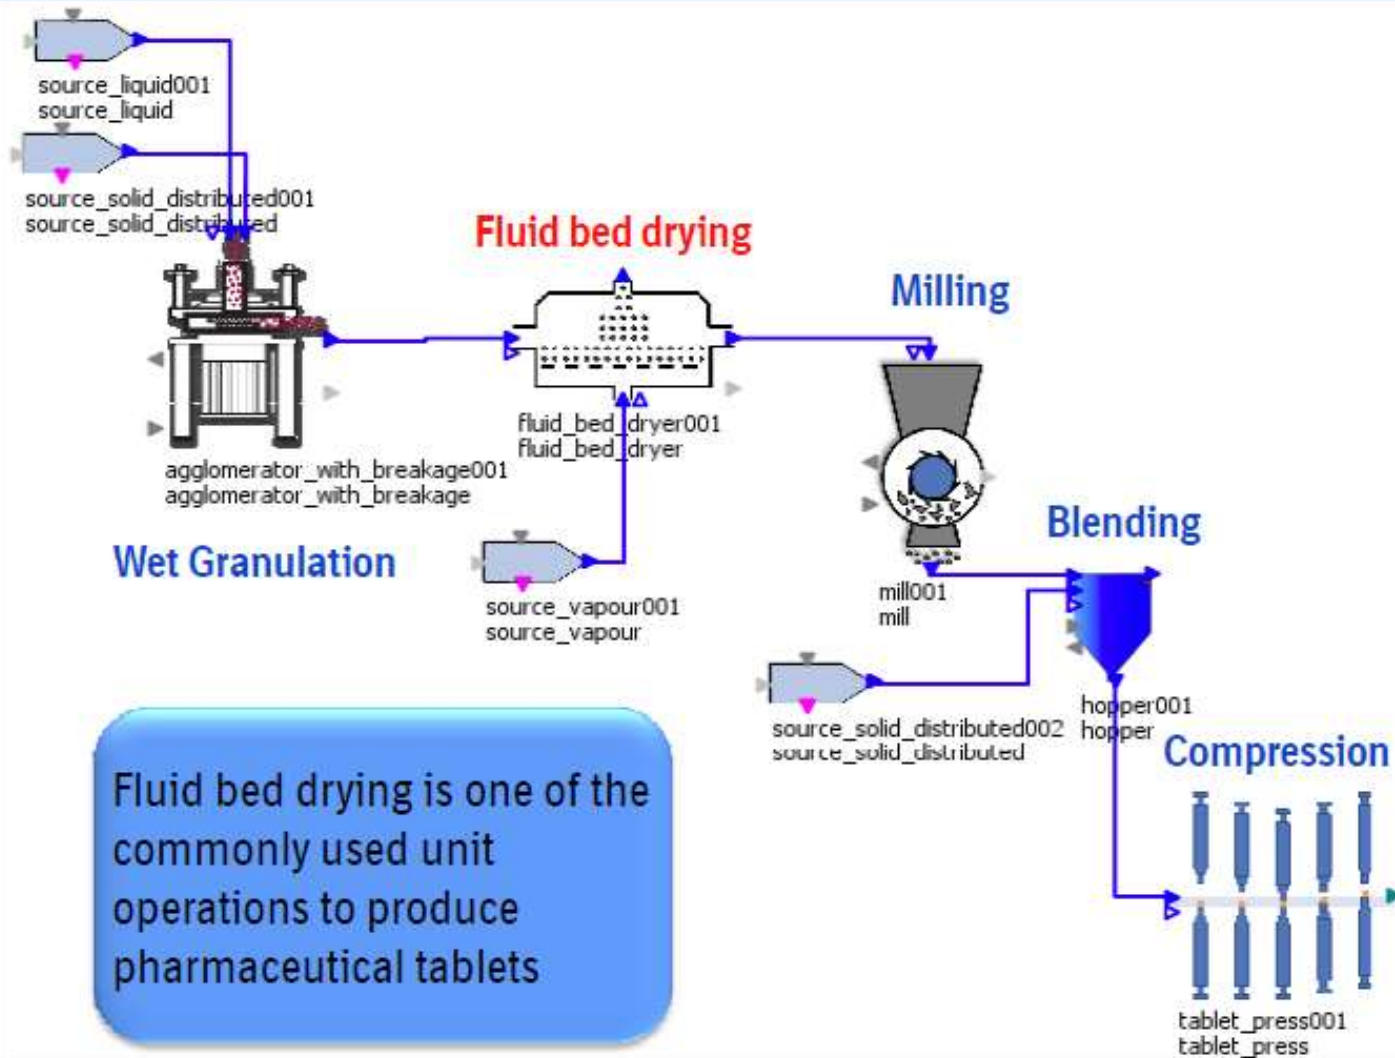 source_liquid001
source_liquid
source_solid_distributed001
source_solid_distributed
Fluid bed drying
Milling
fluid_bed_dryer001
fluid_bed_dryer
agglomerator_with_breakage001
agglomerator_with_breakage
Wet Granulation
Blending
source_vapour001
source_vapour
mill001
mill
source_solid_distributed002
source_solid_distributed
hopper001
hopper
Compression
Fluid bed drying is one of the
commonly used unit
operations to produce
pharmaceutical tablets
tablet_press001
tablet_press